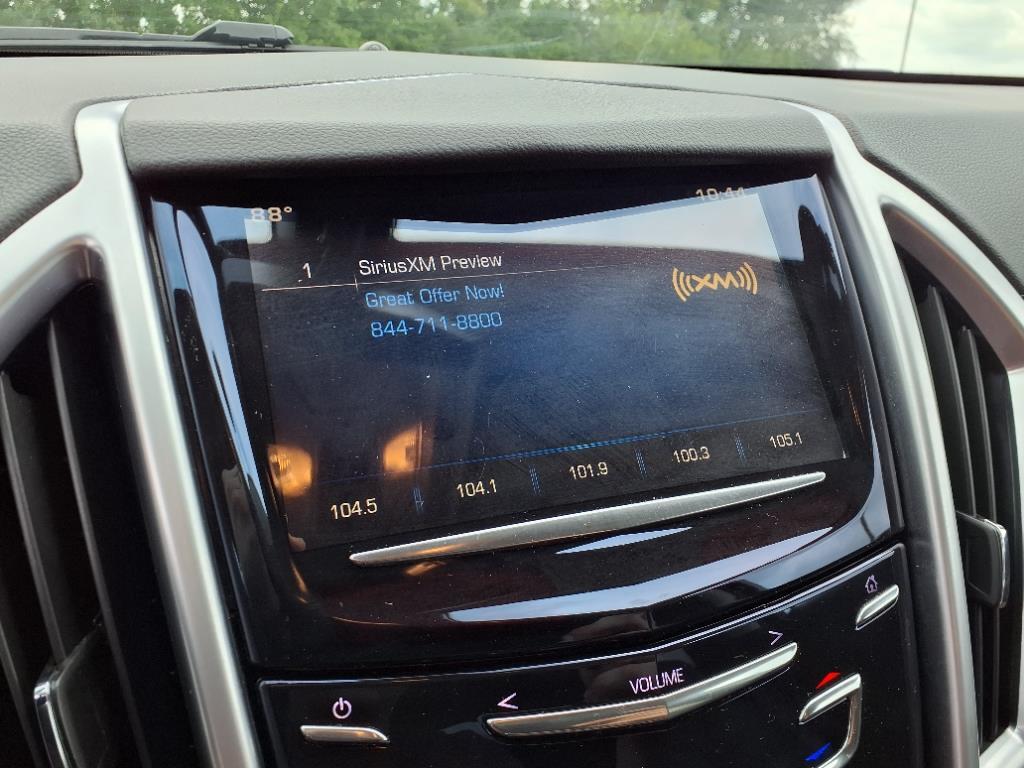 88° 10:44
1 SiriusXM Preview
Great Offer Now!
844-711-8800
((XM))
104.5 104.1 101.9 100.3 105.1
< VOLUME >